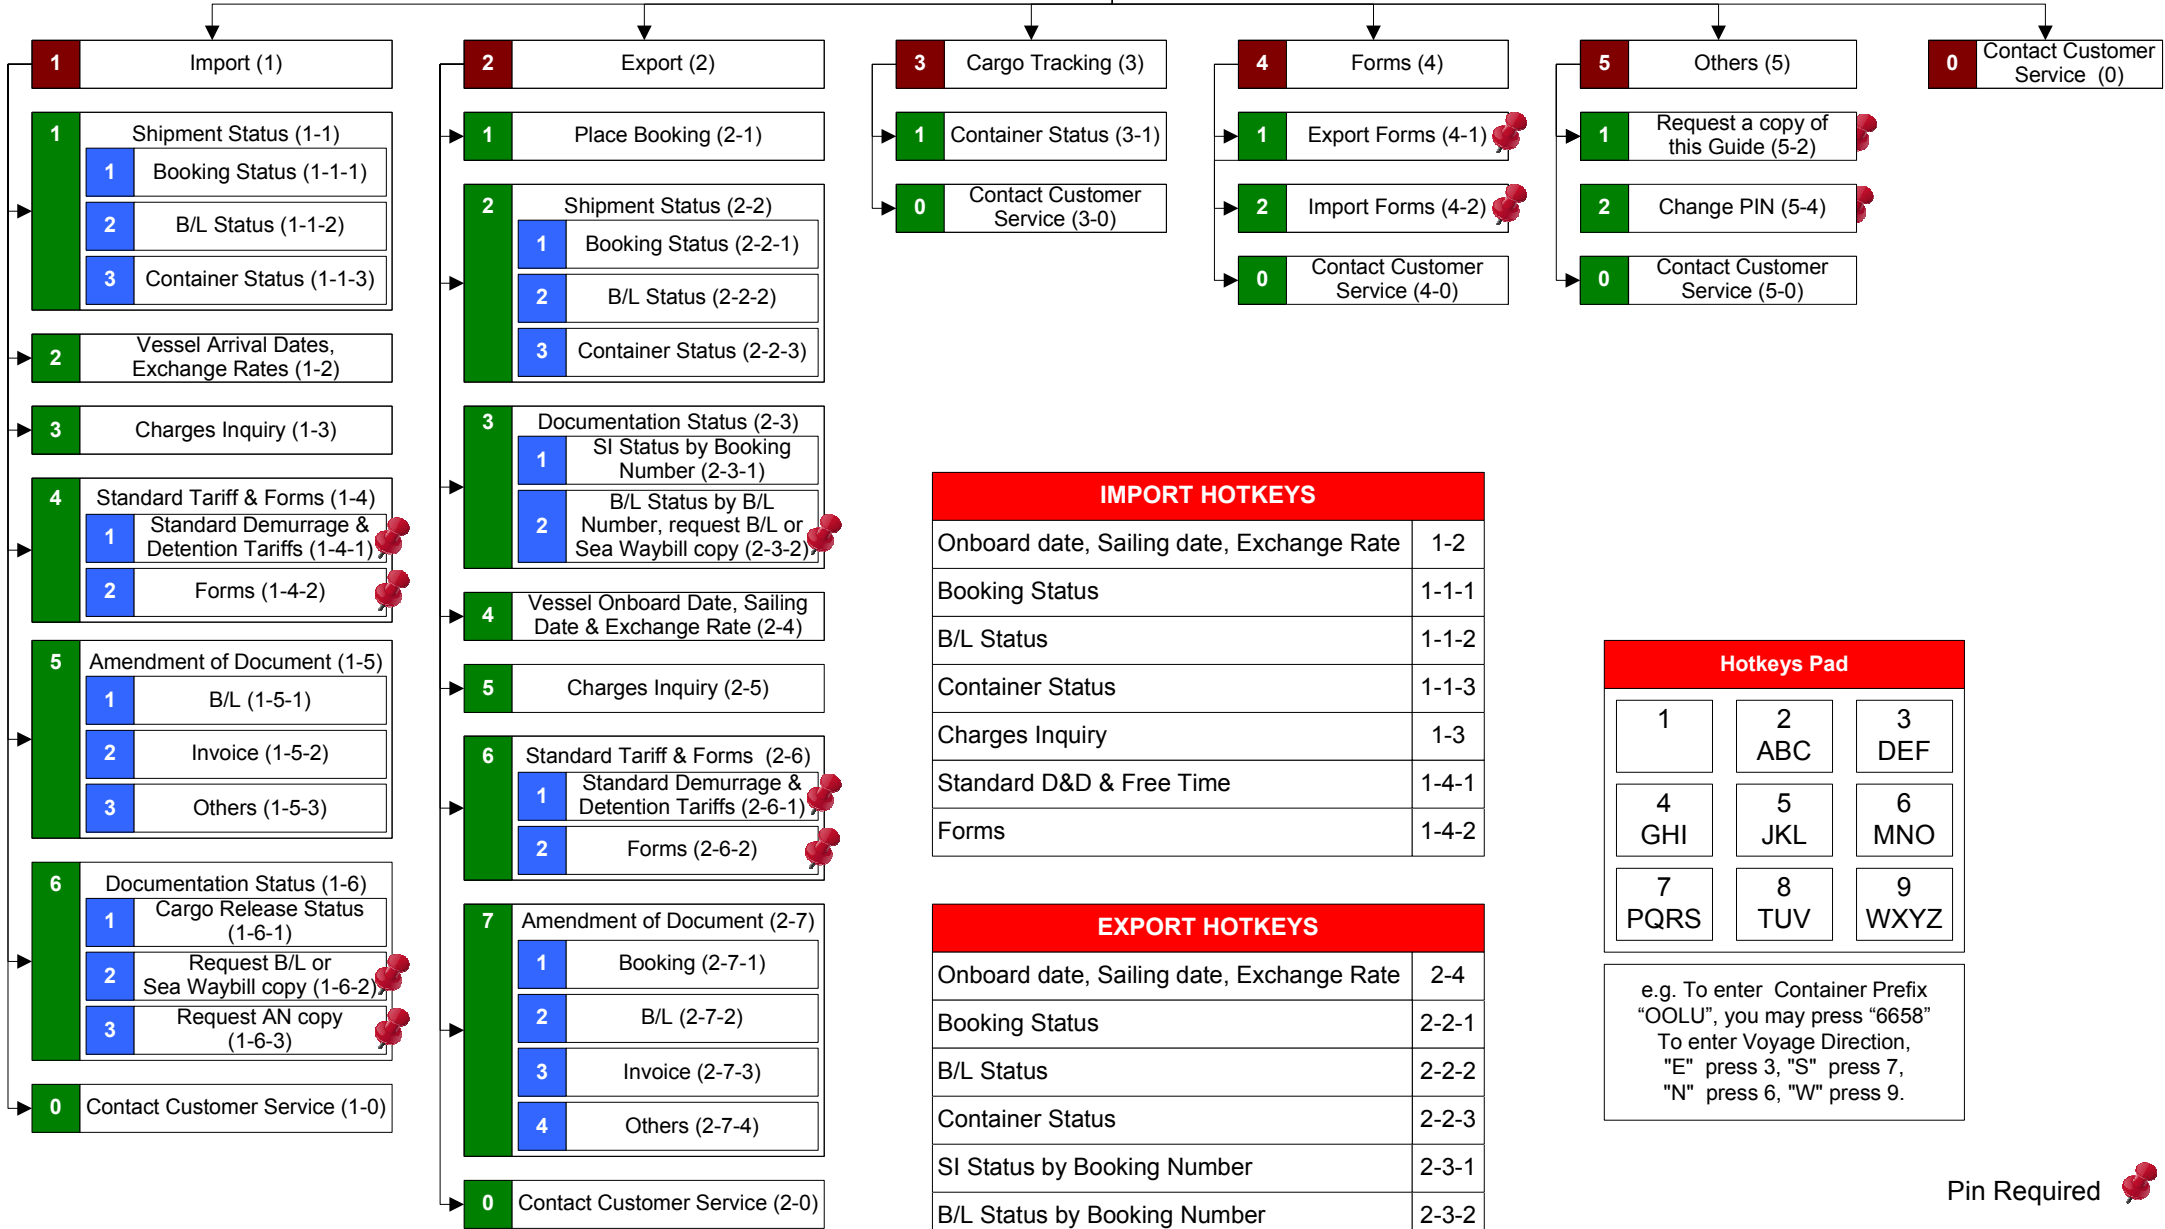 1 Import (1)
1 Shipment Status (1-1)
1 Booking Status (1-1-1)
2 B/L Status (1-1-2)
3 Container Status (1-1-3)
2 Vessel Arrival Dates,
Exchange Rates (1-2)
3 Charges Inquiry (1-3)
4 Standard Tariff & Forms (1-4)
1 Standard Demurrage &
Detention Tariffs (1-4-1)
2 Forms (1-4-2)
5 Amendment of Document (1-5)
1 B/L (1-5-1)
2 Invoice (1-5-2)
3 Others (1-5-3)
6 Documentation Status (1-6)
1 Cargo Release Status
(1-6-1)
2 Request B/L or
Sea Waybill copy (1-6-2)
3 Request AN copy
(1-6-3)
0 Contact Customer Service (1-0)
2 Export (2)
1 Place Booking (2-1)
2 Shipment Status (2-2)
1 Booking Status (2-2-1)
2 B/L Status (2-2-2)
3 Container Status (2-2-3)
3 Documentation Status (2-3)
1 SI Status by Booking
Number (2-3-1)
2 B/L Status by B/L
Number, request B/L or
Sea Waybill copy (2-3-2)
4 Vessel Onboard Date, Sailing
Date & Exchange Rate (2-4)
5 Charges Inquiry (2-5)
6 Standard Tariff & Forms (2-6)
1 Standard Demurrage &
Detention Tariffs (2-6-1)
2 Forms (2-6-2)
7 Amendment of Document (2-7)
1 Booking (2-7-1)
2 B/L (2-7-2)
3 Invoice (2-7-3)
4 Others (2-7-4)
0 Contact Customer Service (2-0)
3 Cargo Tracking (3)
1 Container Status (3-1)
0 Contact Customer
Service (3-0)
4 Forms (4)
1 Export Forms (4-1)
2 Import Forms (4-2)
0 Contact Customer
Service (4-0)
5 Others (5)
1 Request a copy of
this Guide (5-2)
2 Change PIN (5-4)
0 Contact Customer
Service (5-0)
0 Contact Customer
Service (0)
IMPORT HOTKEYS
Onboard date, Sailing date, Exchange Rate 1-2
Booking Status 1-1-1
B/L Status 1-1-2
Container Status 1-1-3
Charges Inquiry 1-3
Standard D&D & Free Time 1-4-1
Forms 1-4-2
EXPORT HOTKEYS
Onboard date, Sailing date, Exchange Rate 2-4
Booking Status 2-2-1
B/L Status 2-2-2
Container Status 2-2-3
SI Status by Booking Number 2-3-1
B/L Status by Booking Number 2-3-2
Hotkeys Pad
1 2 3
ABC DEF
4 5 6
GHI JKL MNO
7 8 9
PQRS TUV WXYZ
e.g. To enter Container Prefix
“OOLU”, you may press “6658”
To enter Voyage Direction,
"E" press 3, "S" press 7,
"N" press 6, "W" press 9.
Pin Required